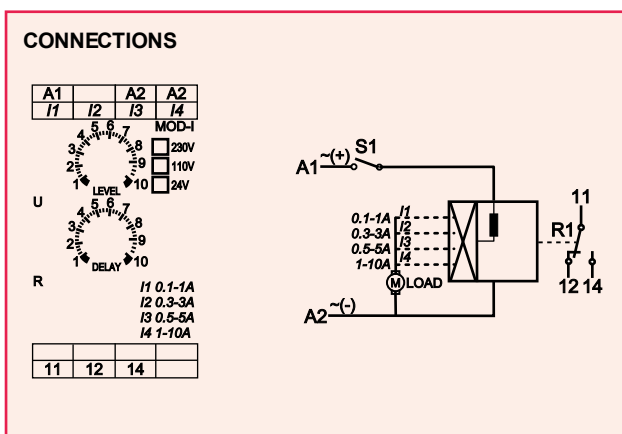 CONNECTIONS
A1 A2 A2
I1 I2 I3 I4
MOD-I
1 2 3 4 5 6 7 8 9 10
LEVEL
230V
110V
24V
U
1 2 3 4 5 6 7 8 9 10
DELAY
R
I1 0.1-1A
I2 0.3-3A
I3 0.5-5A
I4 1-10A
11 12 14
A1 ~(+) S1
0.1-1A I1
0.3-3A I2
0.5-5A I3
1-10A I4
M LOAD
A2 ~(-)
11
R1
12 14